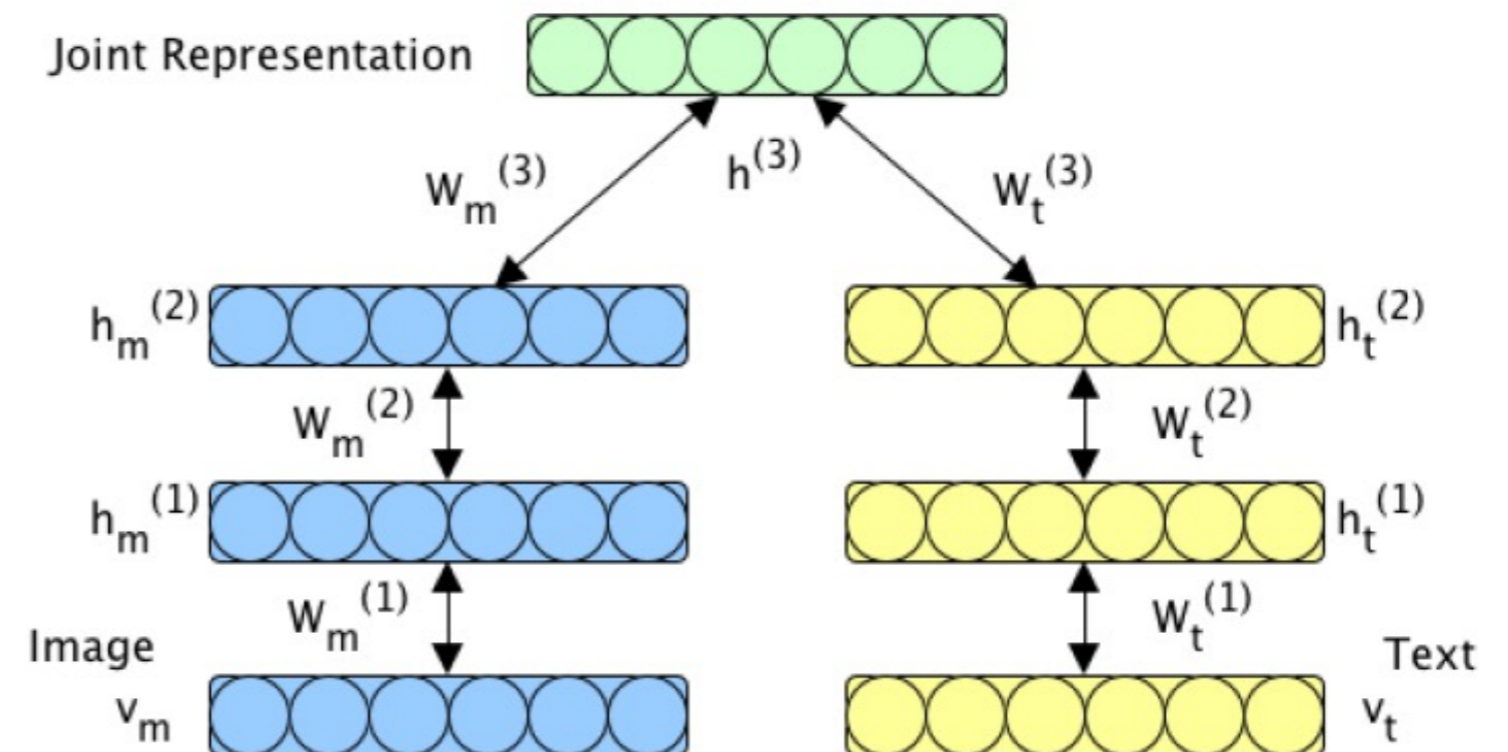 Joint Representation
W_m^(3) h^(3) W_t^(3)
h_m^(2) h_t^(2)
W_m^(2) W_t^(2)
h_m^(1) h_t^(1)
W_m^(1) W_t^(1)
Image Text
v_m v_t